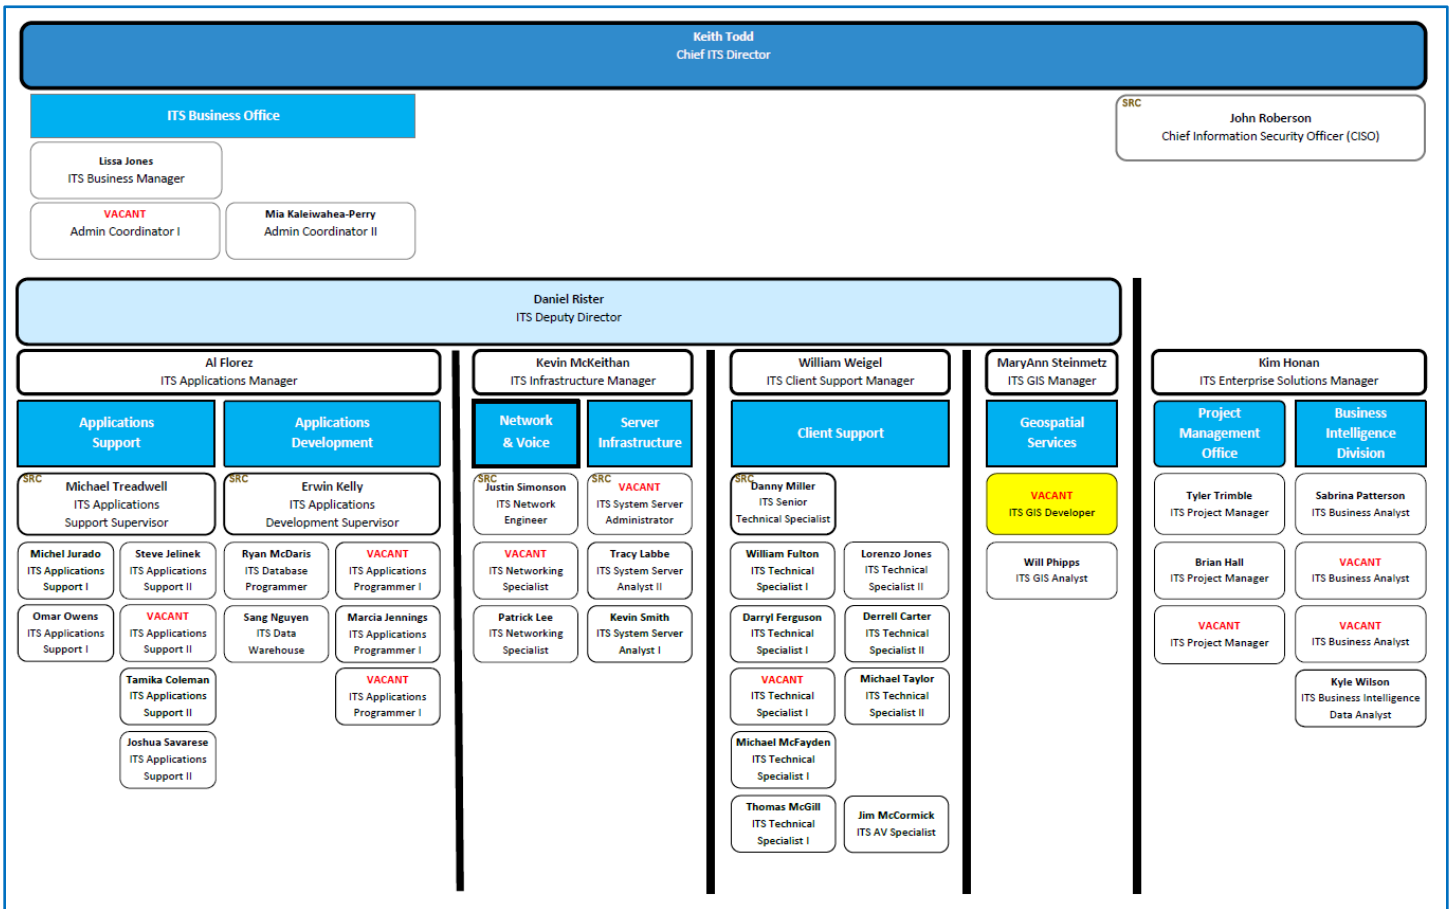 Keith Todd
Chief ITS Director
ITS Business Office
SRC
John Roberson
Chief Information Security Officer (CISO)
Lissa Jones
ITS Business Manager
VACANT
Admin Coordinator I
Mia Kaleiwahea-Perry
Admin Coordinator II
Daniel Rister
ITS Deputy Director
Al Florez
ITS Applications Manager
Applications
Support
Applications
Development
SRC
Michael Treadwell
ITS Applications
Support Supervisor
SRC
Erwin Kelly
ITS Applications
Development Supervisor
Michel Jurado
ITS Applications
Support I
Steve Jelinek
ITS Applications
Support II
Ryan McDaris
ITS Database
Programmer
VACANT
ITS Applications
Programmer I
Omar Owens
ITS Applications
Support I
VACANT
ITS Applications
Support II
Sang Nguyen
ITS Data
Warehouse
Marcia Jennings
ITS Applications
Programmer I
Tamika Coleman
ITS Applications
Support II
VACANT
ITS Applications
Programmer I
Joshua Savarese
ITS Applications
Support II
Kevin McKeithan
ITS Infrastructure Manager
Network
& Voice
Server
Infrastructure
SRC
Justin Simonson
ITS Network
Engineer
SRC
VACANT
ITS System Server
Administrator
VACANT
ITS Networking
Specialist
Tracy Labbe
ITS System Server
Analyst II
Patrick Lee
ITS Networking
Specialist
Kevin Smith
ITS System Server
Analyst I
William Weigel
ITS Client Support Manager
Client Support
SRC
Danny Miller
ITS Senior
Technical Specialist
William Fulton
ITS Technical
Specialist I
Lorenzo Jones
ITS Technical
Specialist II
Darryl Ferguson
ITS Technical
Specialist I
Derrell Carter
ITS Technical
Specialist II
VACANT
ITS Technical
Specialist I
Michael Taylor
ITS Technical
Specialist II
Michael McFayden
ITS Technical
Specialist I
Thomas McGill
ITS Technical
Specialist I
Jim McCormick
ITS AV Specialist
MaryAnn Steinmetz
ITS GIS Manager
Geospatial
Services
VACANT
ITS GIS Developer
Will Phipps
ITS GIS Analyst
Kim Honan
ITS Enterprise Solutions Manager
Project
Management
Office
Business
Intelligence
Division
Tyler Trimble
ITS Project Manager
Sabrina Patterson
ITS Business Analyst
Brian Hall
ITS Project Manager
VACANT
ITS Business Analyst
VACANT
ITS Project Manager
VACANT
ITS Business Analyst
Kyle Wilson
ITS Business Intelligence
Data Analyst